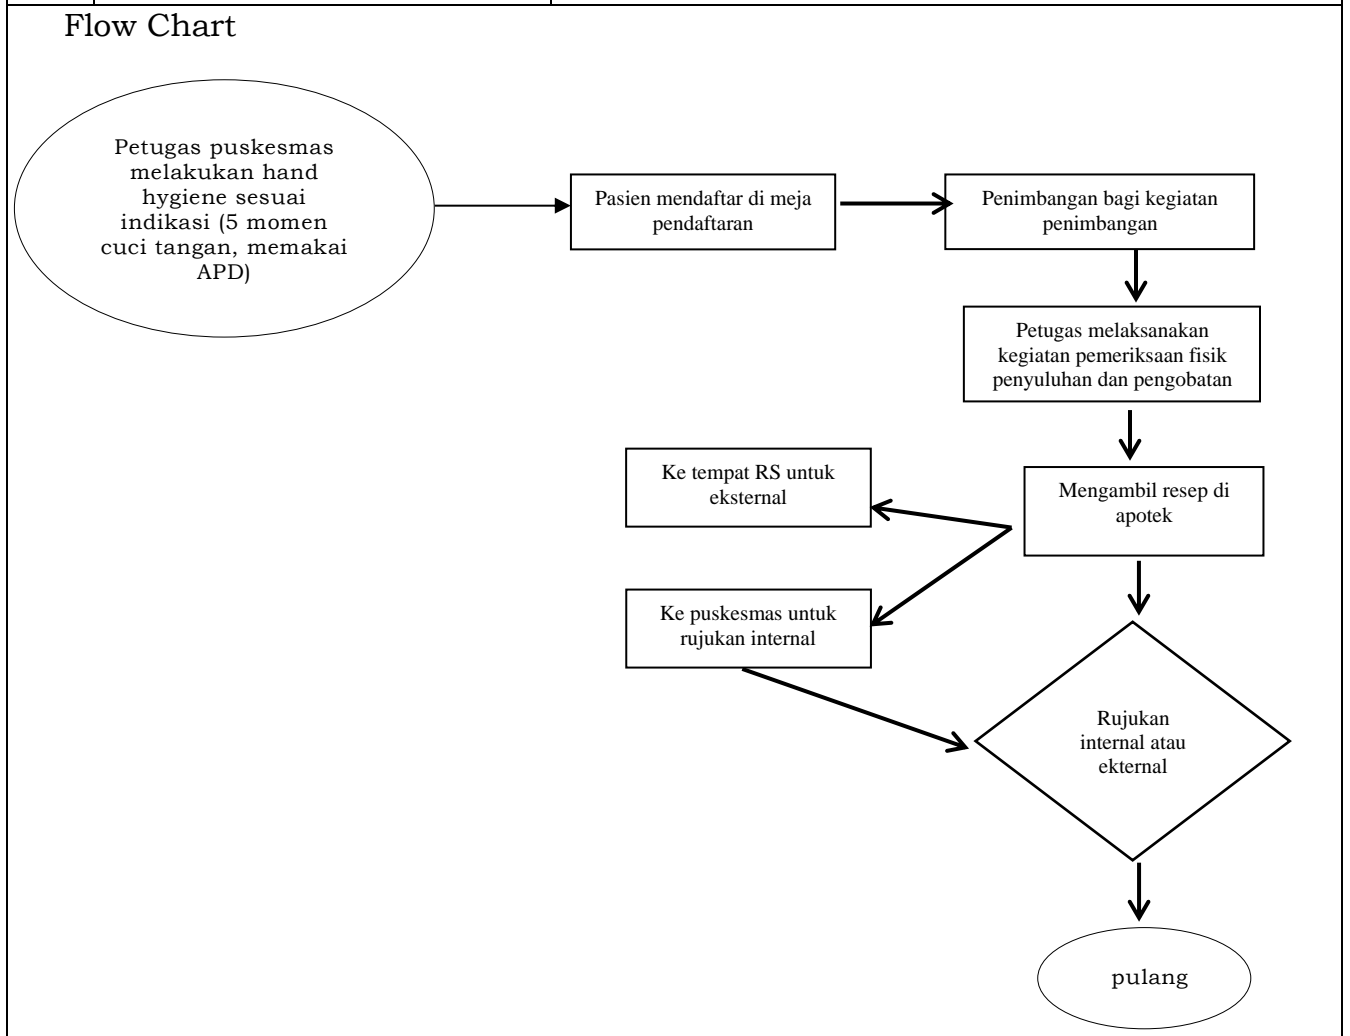 Flow Chart
Petugas puskesmas
melakukan hand
hygiene sesuai
indikasi (5 momen
cuci tangan, memakai
APD)
Pasien mendaftar di meja
pendaftaran
Penimbangan bagi kegiatan
penimbangan
Petugas melaksanakan
kegiatan pemeriksaan fisik
penyuluhan dan pengobatan
Mengambil resep di
apotek
Ke tempat RS untuk
eksternal
Ke puskesmas untuk
rujukan internal
Rujukan
internal atau
ekternal
pulang